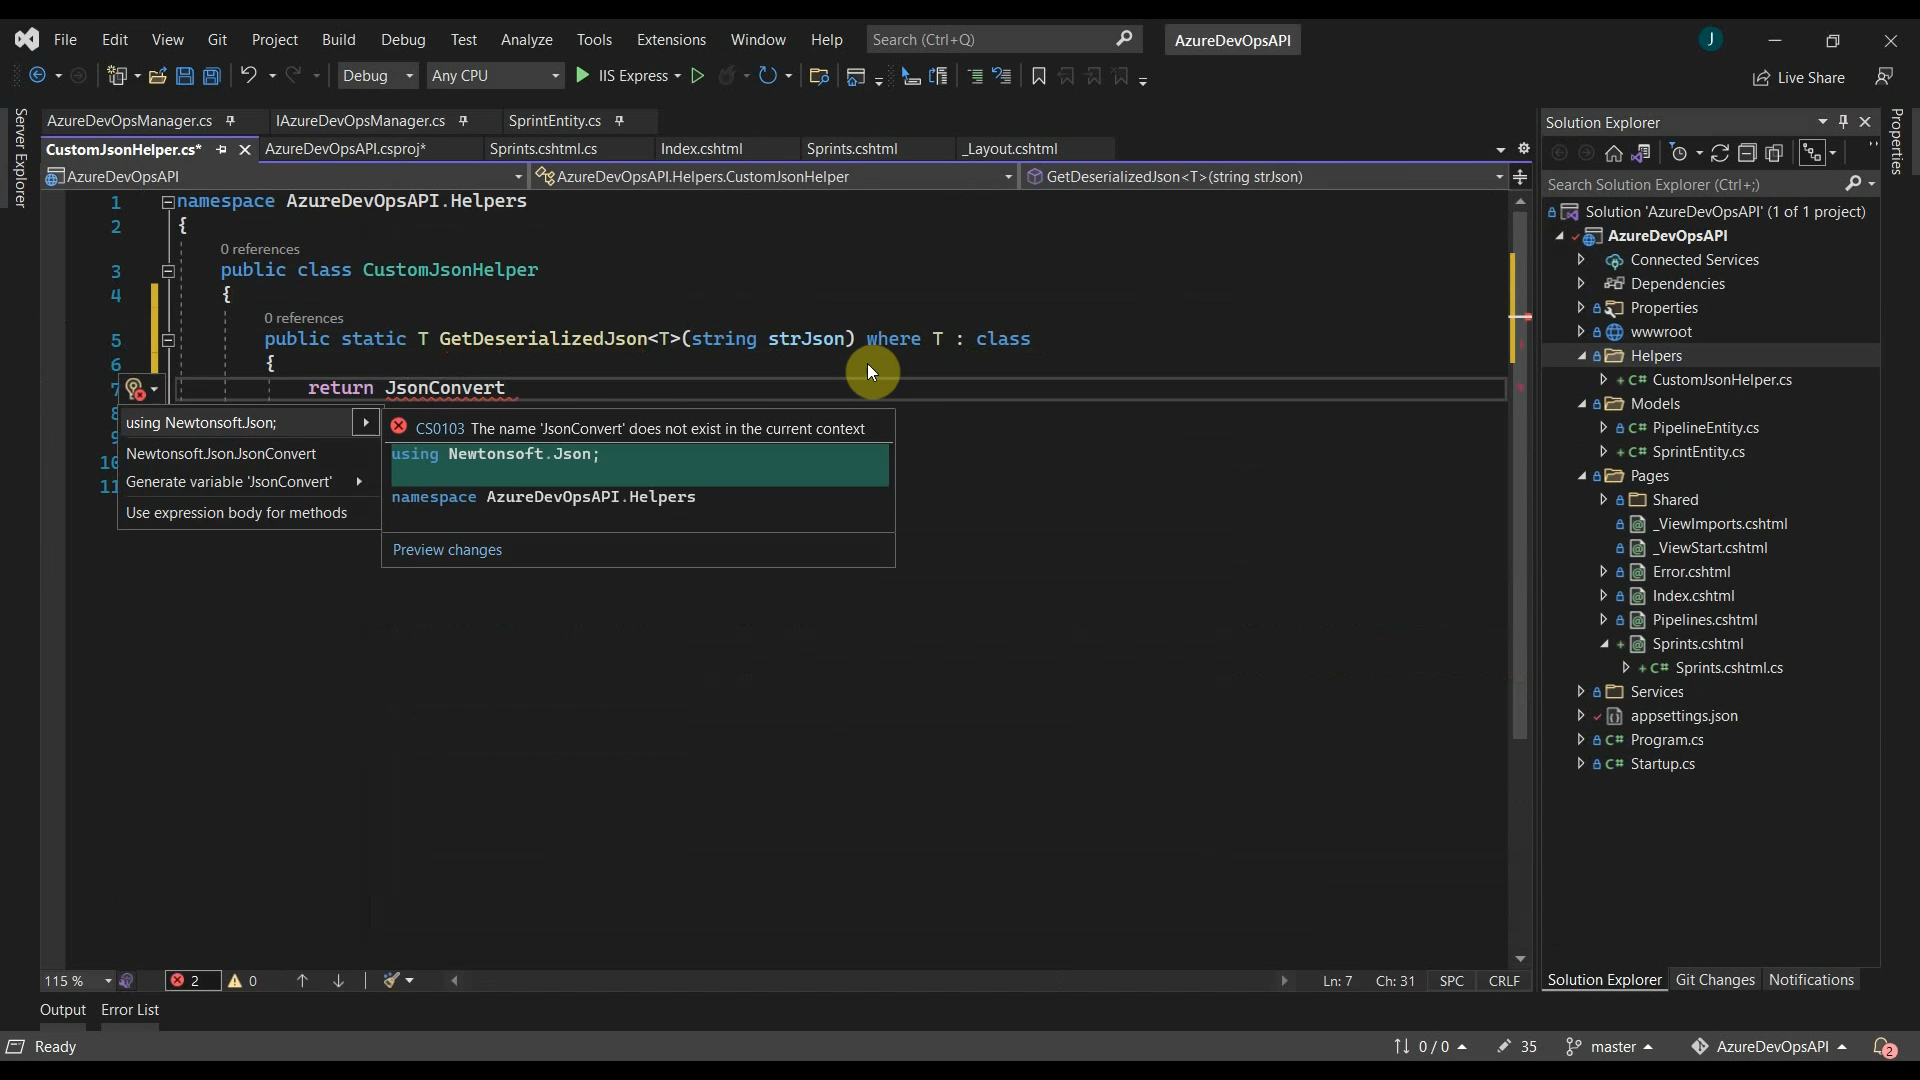 File Edit View Git Project Build Debug Test Analyze Tools Extensions Window Help Search (Ctrl+Q) AzureDevOpsAPI J
Debug Any CPU IIS Express Live Share
Server Explorer
AzureDevOpsManager.cs IAzureDevOpsManager.cs SprintEntity.cs
CustomJsonHelper.cs* AzureDevOpsAPI.csproj* Sprints.cshtml.cs Index.cshtml Sprints.cshtml _Layout.cshtml
AzureDevOpsAPI AzureDevOpsAPI.Helpers.CustomJsonHelper GetDeserializedJson<T>(string strJson)
1 namespace AzureDevOpsAPI.Helpers
2 {
0 references
3 public class CustomJsonHelper
4 {
0 references
5 public static T GetDeserializedJson<T>(string strJson) where T : class
6 {
7 return JsonConvert
8
9
10
11
using Newtonsoft.Json;
Newtonsoft.Json.JsonConvert
Generate variable 'JsonConvert'
Use expression body for methods
CS0103 The name 'JsonConvert' does not exist in the current context
using Newtonsoft.Json;
namespace AzureDevOpsAPI.Helpers
Preview changes
115 % 2 0 Ln: 7 Ch: 31 SPC CRLF
Output Error List
Solution Explorer
Search Solution Explorer (Ctrl+;)
Solution 'AzureDevOpsAPI' (1 of 1 project)
AzureDevOpsAPI
Connected Services
Dependencies
Properties
wwwroot
Helpers
C# CustomJsonHelper.cs
Models
C# PipelineEntity.cs
C# SprintEntity.cs
Pages
Shared
_ViewImports.cshtml
_ViewStart.cshtml
Error.cshtml
Index.cshtml
Pipelines.cshtml
Sprints.cshtml
C# Sprints.cshtml.cs
Services
appsettings.json
C# Program.cs
C# Startup.cs
Solution Explorer Git Changes Notifications
Properties
Ready 0 / 0 35 master AzureDevOpsAPI 2